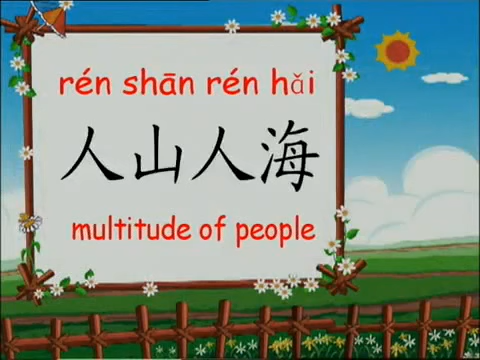 rén shān rén hǎi
人山人海
multitude of people